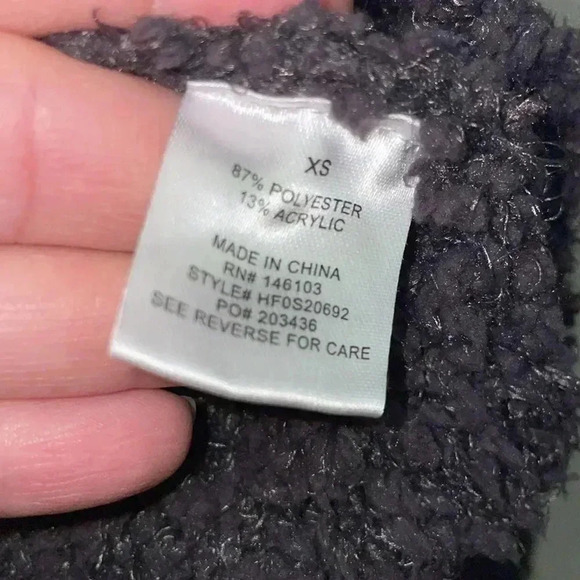 XS
87% POLYESTER
13% ACRYLIC
MADE IN CHINA
RN# 146103
STYLE# HF0S20692
PO# 203436
SEE REVERSE FOR CARE